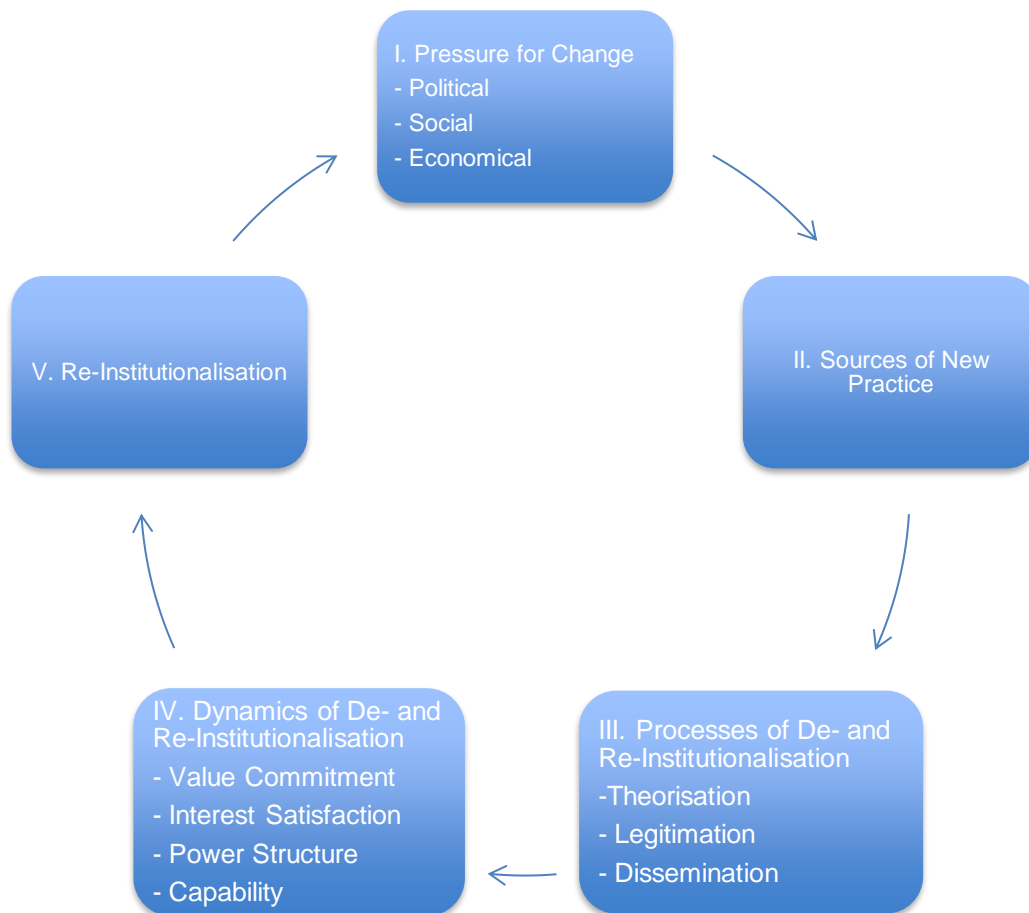 I. Pressure for Change
- Political
- Social
- Economical
II. Sources of New
Practice
III. Processes of De- and
Re-Institutionalisation
-Theorisation
- Legitimation
- Dissemination
IV. Dynamics of De- and
Re-Institutionalisation
- Value Commitment
- Interest Satisfaction
- Power Structure
- Capability
V. Re-Institutionalisation